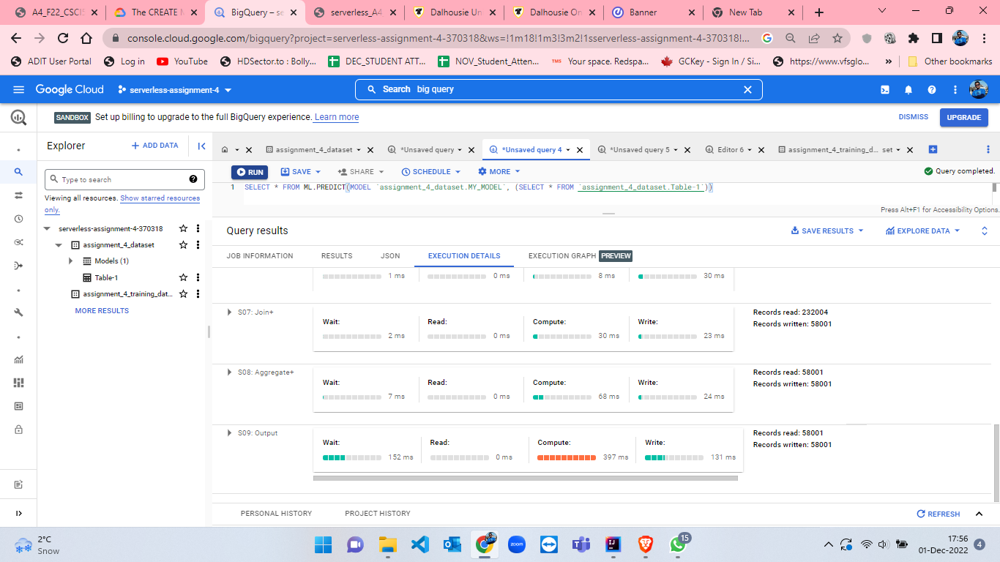 A4_F22_CSCI5
The CREATE M
BigQuery – se
serverless_A4
Dalhousie Un
Dalhousie On
Banner
New Tab
console.cloud.google.com/bigquery?project=serverless-assignment-4-370318&ws=!1m18!1m3!3m2!1sserverless-assignment-4-370318!...
ADIT User Portal
Log in
YouTube
HDSector.to : Bolly...
DEC_STUDENT ATT...
NOV_Student_Atten...
Your space. Redspa...
GCKey - Sign In / Si...
https://www.vfsglo...
»
Other bookmarks
Google Cloud
serverless-assignment-4
Search big query
SANDBOX Set up billing to upgrade to the full BigQuery experience. Learn more
DISMISS
UPGRADE
Explorer
+ ADD DATA
assignment_4_dataset
*Unsaved query
*Unsaved query 4
*Unsaved query 5
Editor 6
assignment_4_training_d... set
Type to search
Viewing all resources. Show starred resources
only.
RUN
SAVE
SHARE
SCHEDULE
MORE
Query completed.
1 SELECT * FROM ML.PREDICT(MODEL `assignment_4_dataset.MY_MODEL`, (SELECT * FROM `assignment_4_dataset.Table-1`))
Press Alt+F1 for Accessibility Options.
serverless-assignment-4-370318
assignment_4_dataset
Models (1)
Table-1
assignment_4_training_dat...
MORE RESULTS
Query results
SAVE RESULTS
EXPLORE DATA
JOB INFORMATION
RESULTS
JSON
EXECUTION DETAILS
EXECUTION GRAPH PREVIEW
1 ms
0 ms
8 ms
30 ms
S07: Join+
Wait:
Read:
Compute:
Write:
2 ms
0 ms
30 ms
23 ms
Records read: 232004
Records written: 58001
S08: Aggregate+
Wait:
Read:
Compute:
Write:
7 ms
0 ms
68 ms
24 ms
Records read: 58001
Records written: 58001
S09: Output
Wait:
Read:
Compute:
Write:
152 ms
0 ms
397 ms
131 ms
Records read: 58001
Records written: 58001
PERSONAL HISTORY
PROJECT HISTORY
REFRESH
2°C
Snow
zoom
15
17:56
01-Dec-2022
4